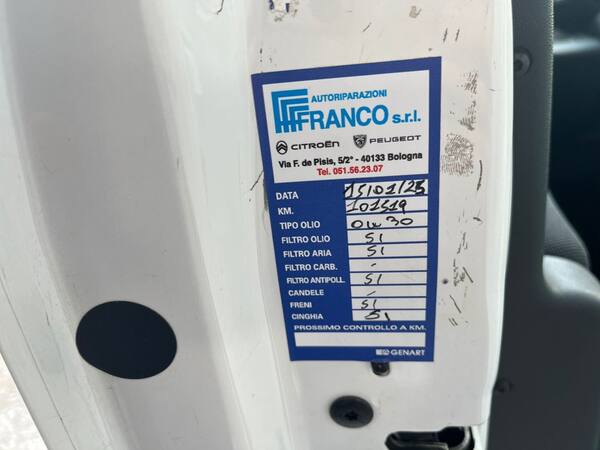 AUTORIPARAZIONI
FRANCO s.r.l.
CITROËN PEUGEOT
Via F. de Pisis, 5/2° - 40133 Bologna
Tel. 051.56.23.07
DATA 15/01/25
KM. 101519
TIPO OLIO 0W30
FILTRO OLIO SI
FILTRO ARIA SI
FILTRO CARB. -
FILTRO ANTIPOLL. SI
CANDELE -
FRENI SI
CINGHIA SI
PROSSIMO CONTROLLO A KM.
GENART